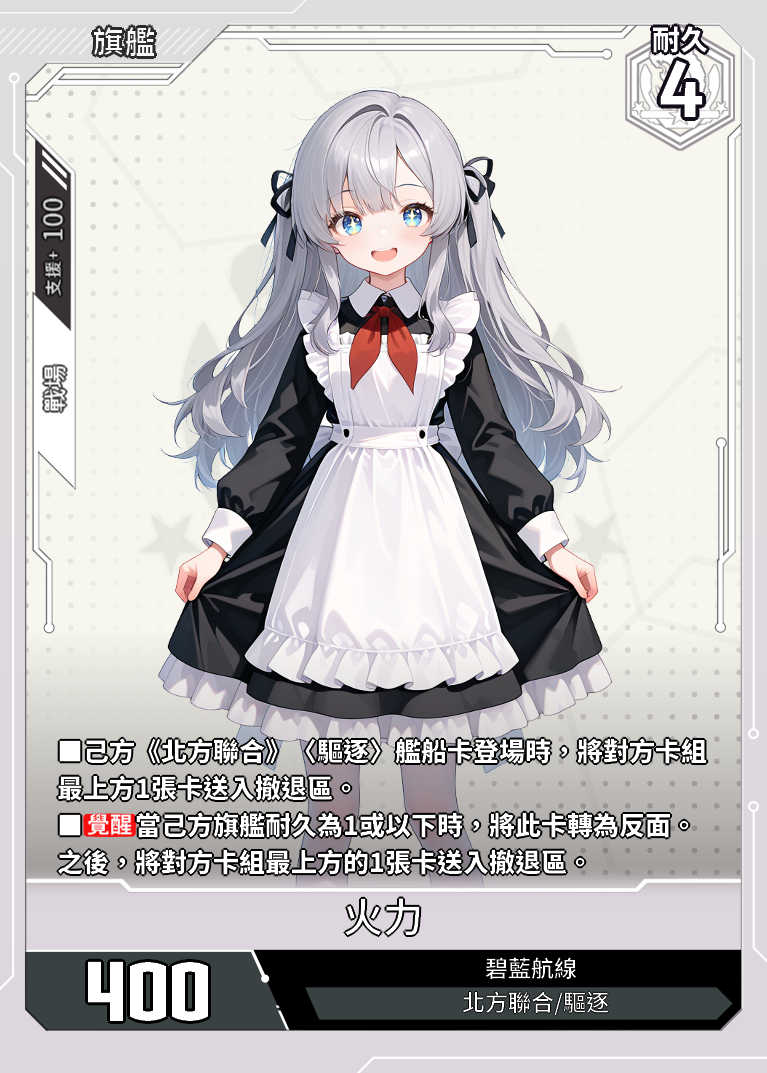 旗艦
耐久
4
支援+ 100
戰場
■己方《北方聯合》〈驅逐〉艦船卡登場時，將對方卡組
最上方1張卡送入撤退區。
■覺醒當己方旗艦耐久為1或以下時，將此卡轉為反面。
之後，將對方卡組最上方的1張卡送入撤退區。
火力
400
碧藍航線
北方聯合/驅逐